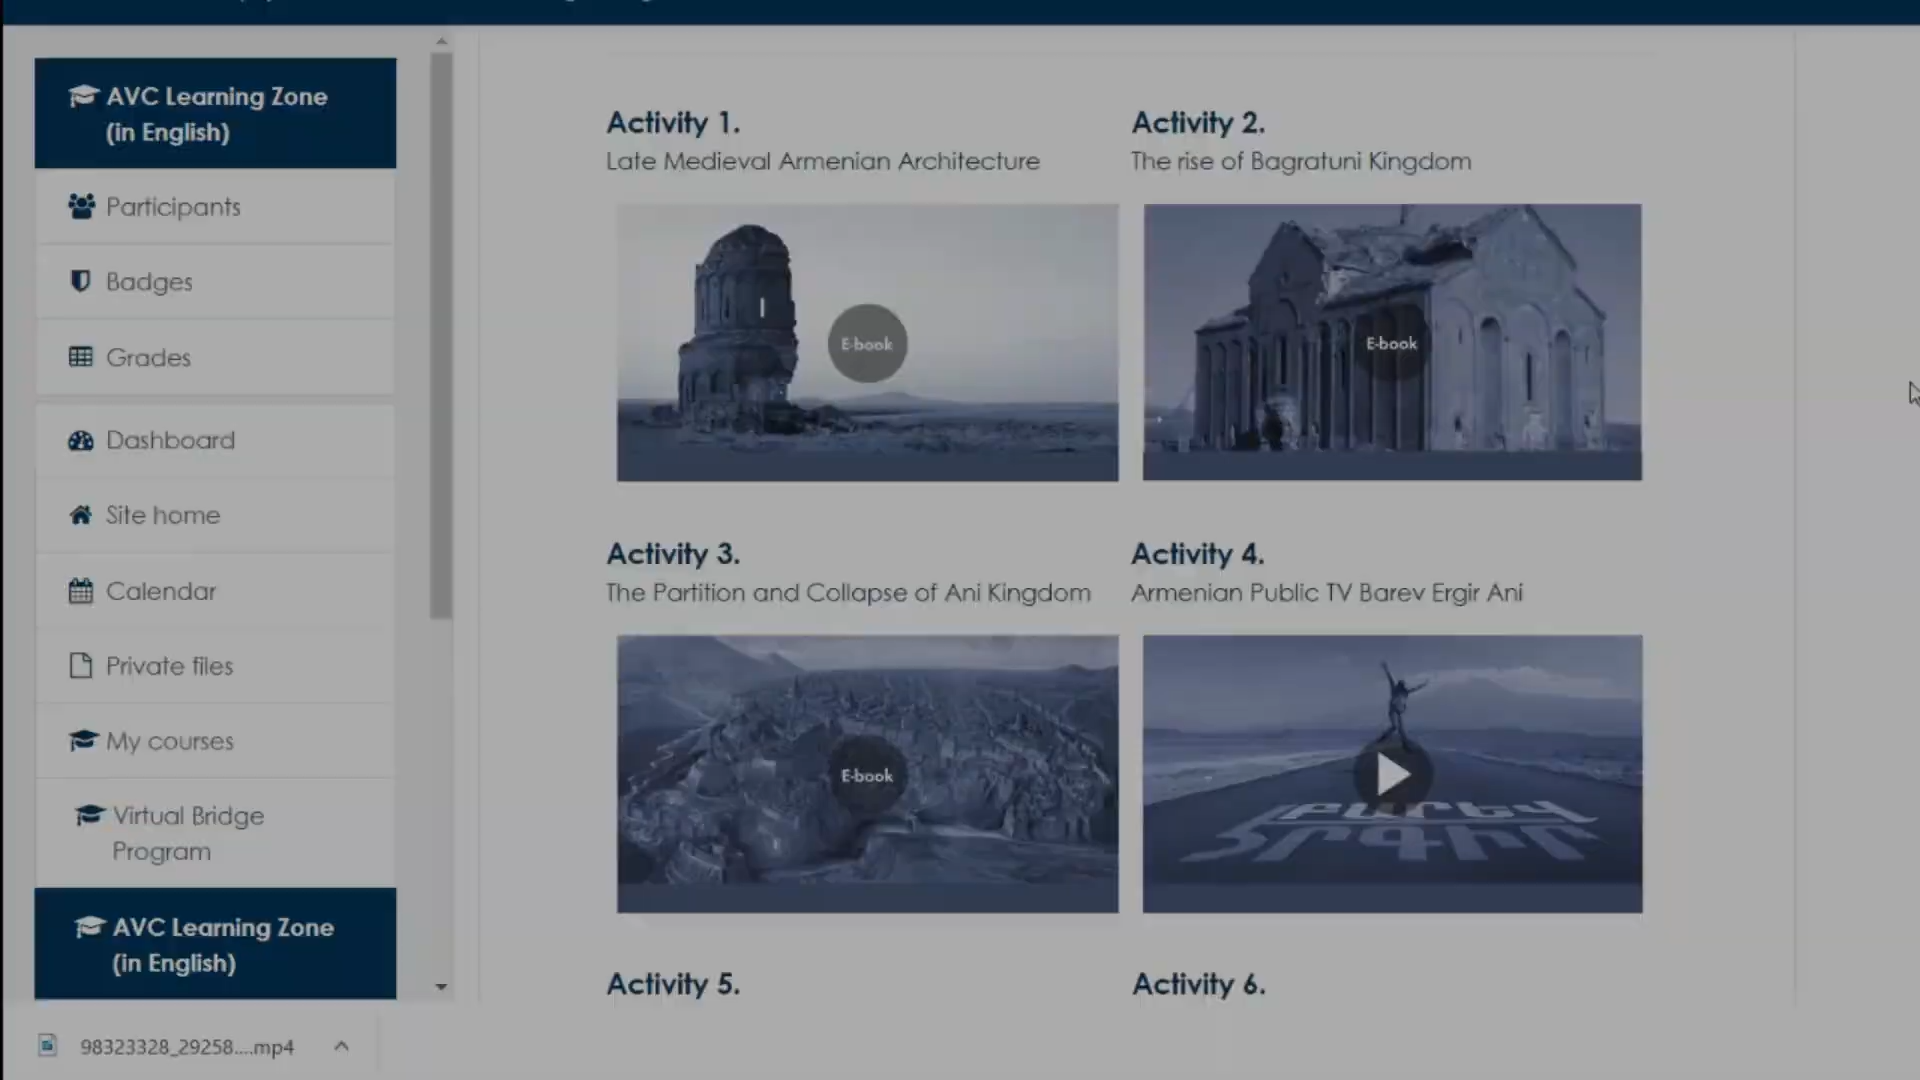 AVC Learning Zone
(in English)
Participants
Badges
Grades
Dashboard
Site home
Calendar
Private files
My courses
Virtual Bridge
Program
AVC Learning Zone
(in English)
Activity 1.
Late Medieval Armenian Architecture
E-book
Activity 2.
The rise of Bagratuni Kingdom
E-book
Activity 3.
The Partition and Collapse of Ani Kingdom
E-book
Activity 4.
Armenian Public TV Barev Ergir Ani
Activity 5.
Activity 6.
98323328_29258....mp4